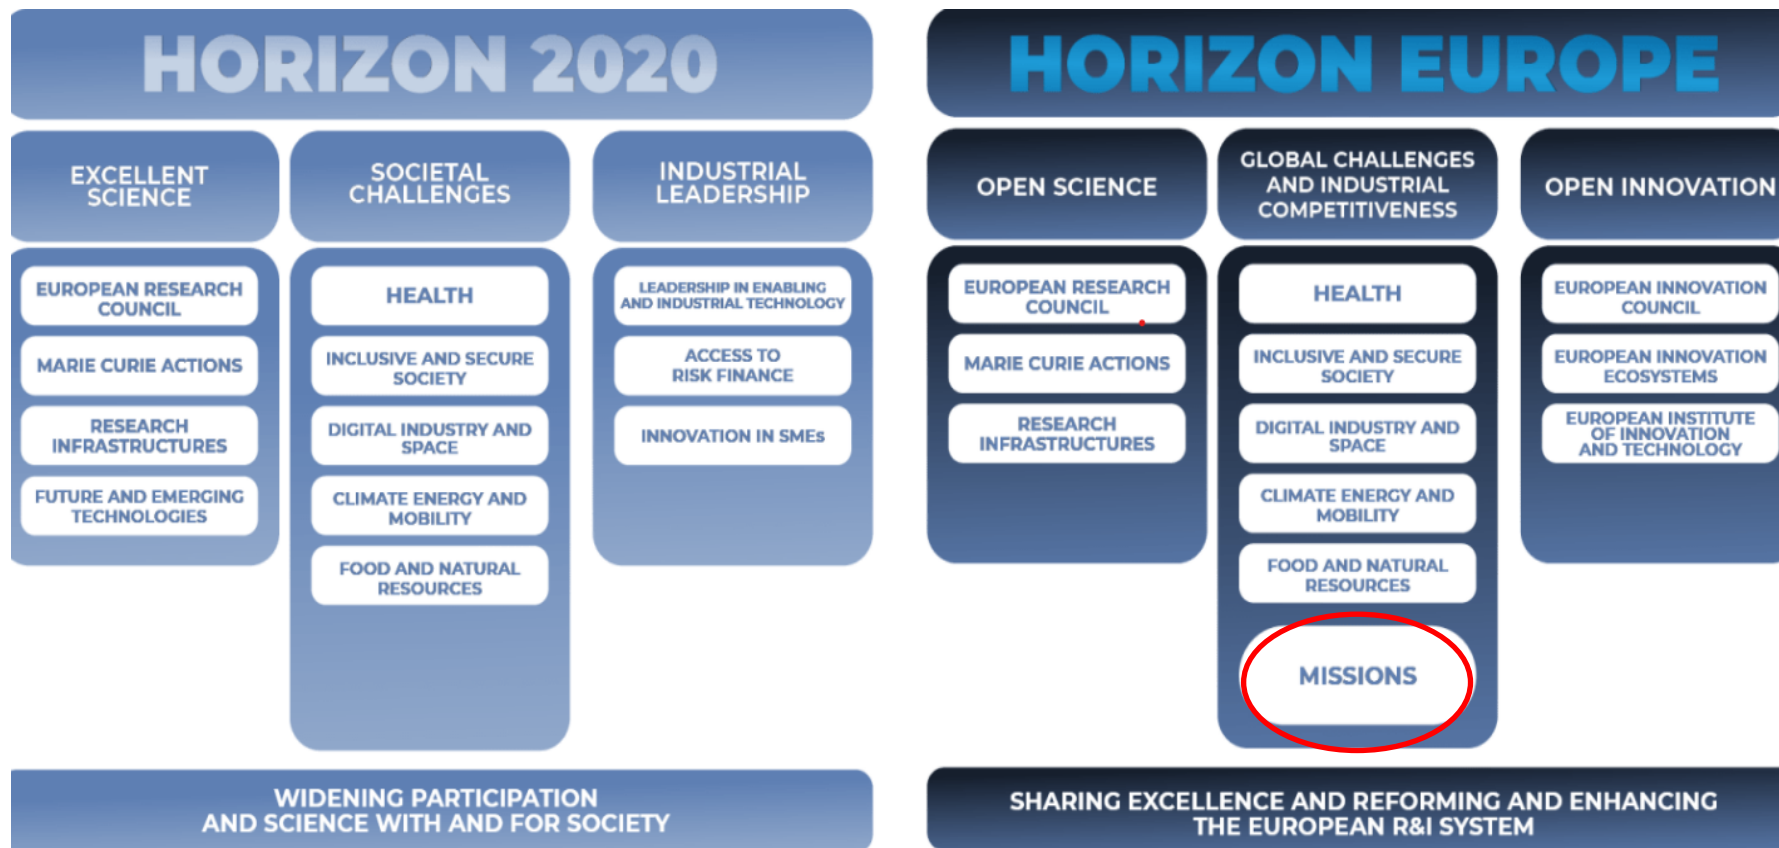 HORIZON 2020
EXCELLENT
SCIENCE
EUROPEAN RESEARCH
COUNCIL
MARIE CURIE ACTIONS
RESEARCH
INFRASTRUCTURES
FUTURE AND EMERGING
TECHNOLOGIES
SOCIETAL
CHALLENGES
HEALTH
INCLUSIVE AND SECURE
SOCIETY
DIGITAL INDUSTRY AND
SPACE
CLIMATE ENERGY AND
MOBILITY
FOOD AND NATURAL
RESOURCES
INDUSTRIAL
LEADERSHIP
LEADERSHIP IN ENABLING
AND INDUSTRIAL TECHNOLOGY
ACCESS TO
RISK FINANCE
INNOVATION IN SMEs
WIDENING PARTICIPATION
AND SCIENCE WITH AND FOR SOCIETY
HORIZON EUROPE
OPEN SCIENCE
EUROPEAN RESEARCH
COUNCIL
MARIE CURIE ACTIONS
RESEARCH
INFRASTRUCTURES
GLOBAL CHALLENGES
AND INDUSTRIAL
COMPETITIVENESS
HEALTH
INCLUSIVE AND SECURE
SOCIETY
DIGITAL INDUSTRY AND
SPACE
CLIMATE ENERGY AND
MOBILITY
FOOD AND NATURAL
RESOURCES
MISSIONS
OPEN INNOVATION
EUROPEAN INNOVATION
COUNCIL
EUROPEAN INNOVATION
ECOSYSTEMS
EUROPEAN INSTITUTE
OF INNOVATION
AND TECHNOLOGY
SHARING EXCELLENCE AND REFORMING AND ENHANCING
THE EUROPEAN R&I SYSTEM